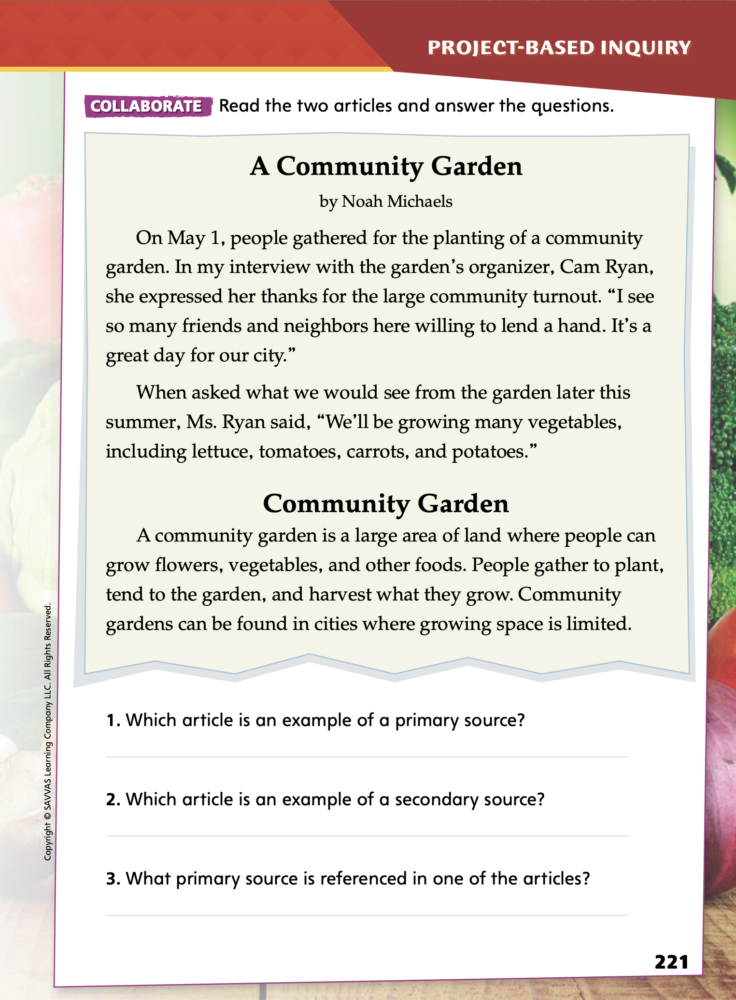 PROJECT-BASED INQUIRY
COLLABORATE Read the two articles and answer the questions.
A Community Garden
by Noah Michaels
On May 1, people gathered for the planting of a community
garden. In my interview with the garden’s organizer, Cam Ryan,
she expressed her thanks for the large community turnout. “I see
so many friends and neighbors here willing to lend a hand. It’s a
great day for our city.”
When asked what we would see from the garden later this
summer, Ms. Ryan said, “We’ll be growing many vegetables,
including lettuce, tomatoes, carrots, and potatoes.”
Community Garden
A community garden is a large area of land where people can
grow flowers, vegetables, and other foods. People gather to plant,
tend to the garden, and harvest what they grow. Community
gardens can be found in cities where growing space is limited.
1. Which article is an example of a primary source?
2. Which article is an example of a secondary source?
3. What primary source is referenced in one of the articles?
Copyright © SAVVAS Learning Company LLC. All Rights Reserved.
221